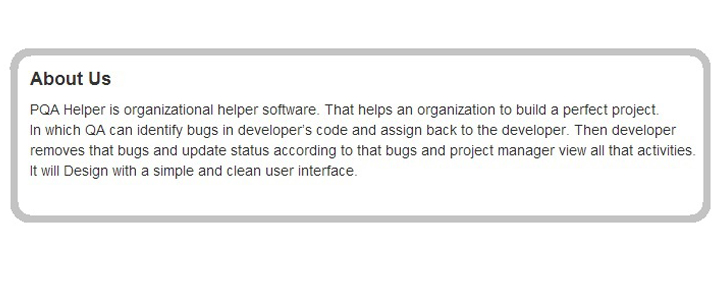 About Us
PQA Helper is organizational helper software. That helps an organization to build a perfect project.
In which QA can identify bugs in developer's code and assign back to the developer. Then developer
removes that bugs and update status according to that bugs and project manager view all that activities.
It will Design with a simple and clean user interface.